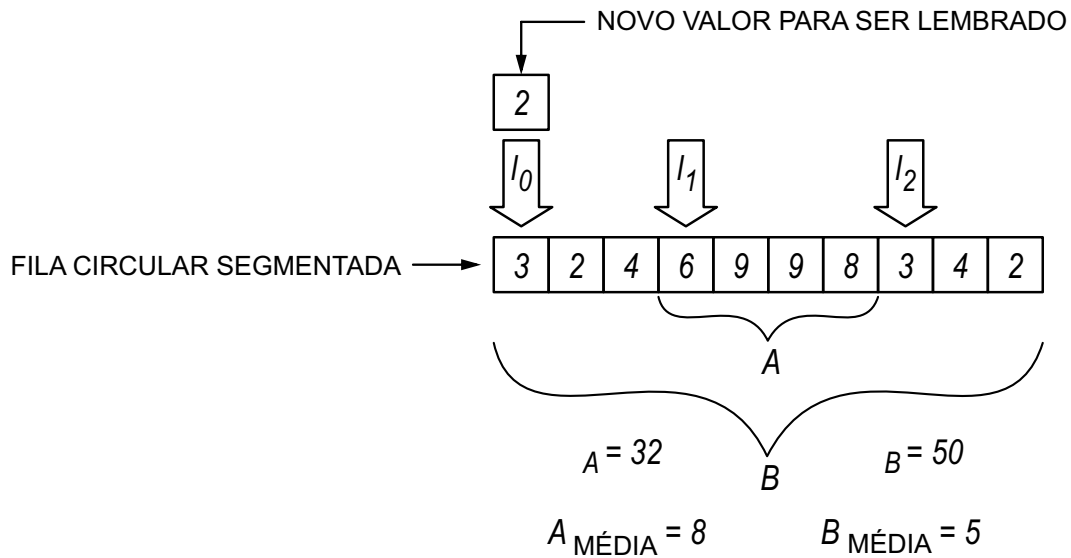 NOVO VALOR PARA SER LEMBRADO
2
I0 I1 I2
FILA CIRCULAR SEGMENTADA 3 2 4 6 9 9 8 3 4 2
A
A = 32 B = 50
B
A MÉDIA = 8 B MÉDIA = 5